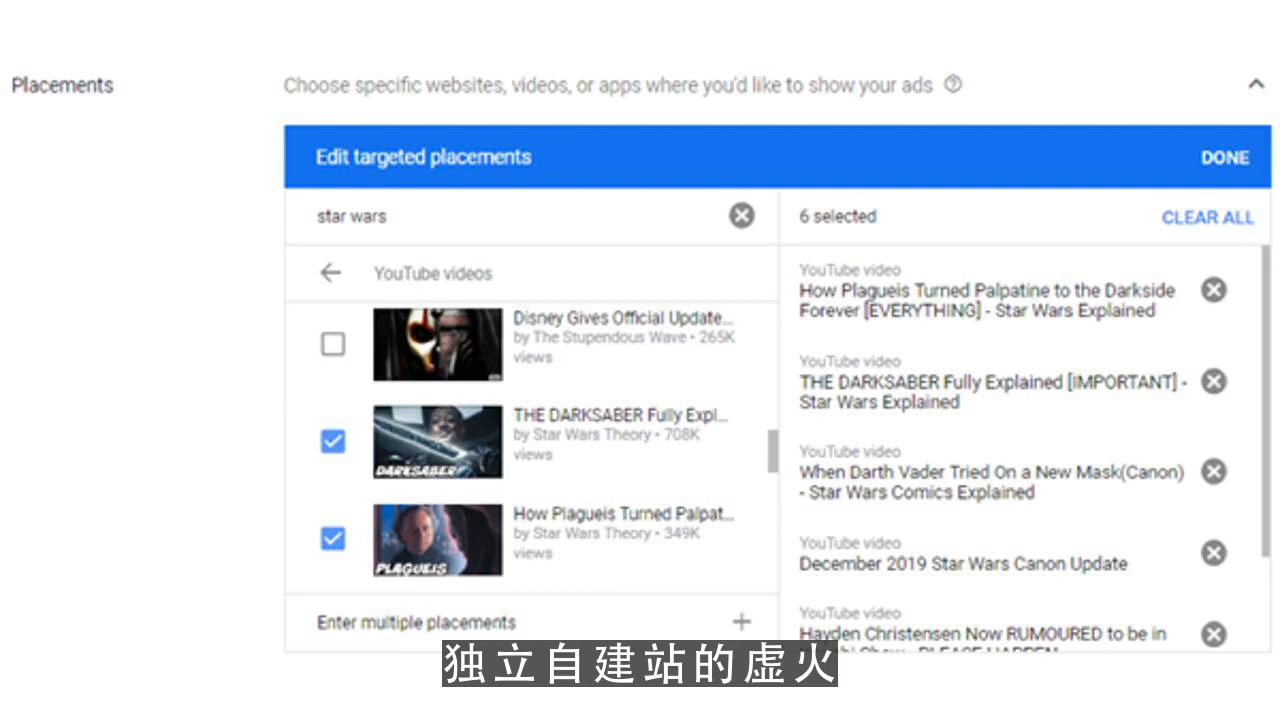 Placements
Choose specific websites, videos, or apps where you'd like to show your ads
Edit targeted placements
DONE
star wars
6 selected
CLEAR ALL
YouTube videos
Disney Gives Official Update...
by The Stupendous Wave • 265K
views
THE DARKSABER Fully Expl...
by Star Wars Theory • 708K
views
DARKSABER
How Plagueis Turned Palpat...
by Star Wars Theory • 349K
views
PLAGUEIS
Enter multiple placements
YouTube video
How Plagueis Turned Palpatine to the Darkside
Forever [EVERYTHING] - Star Wars Explained
YouTube video
THE DARKSABER Fully Explained [IMPORTANT] -
Star Wars Explained
YouTube video
When Darth Vader Tried On a New Mask(Canon)
- Star Wars Comics Explained
YouTube video
December 2019 Star Wars Canon Update
YouTube video
Hayden Christensen Now RUMOURED to be in
独立自建站的虚火